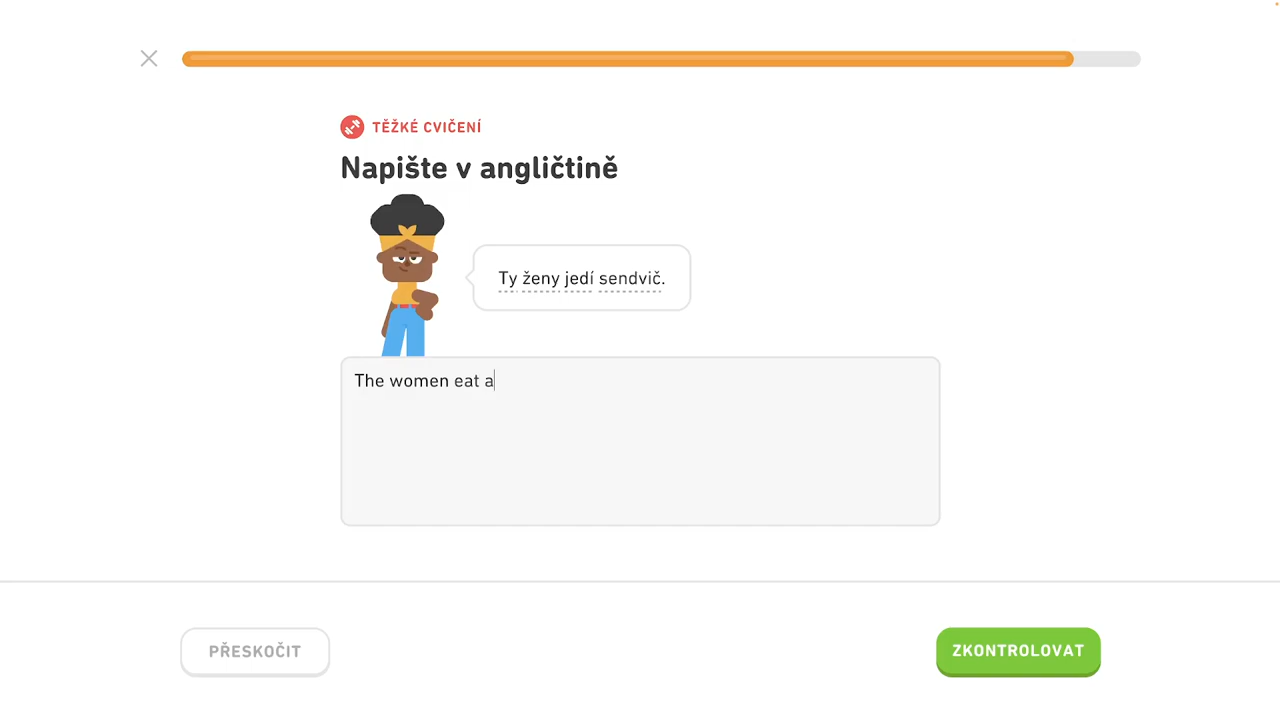 TĚŽKÉ CVIČENÍ
Napište v angličtině
Ty ženy jedí sendvič.
The women eat a
PŘESKOČIT
ZKONTROLOVAT